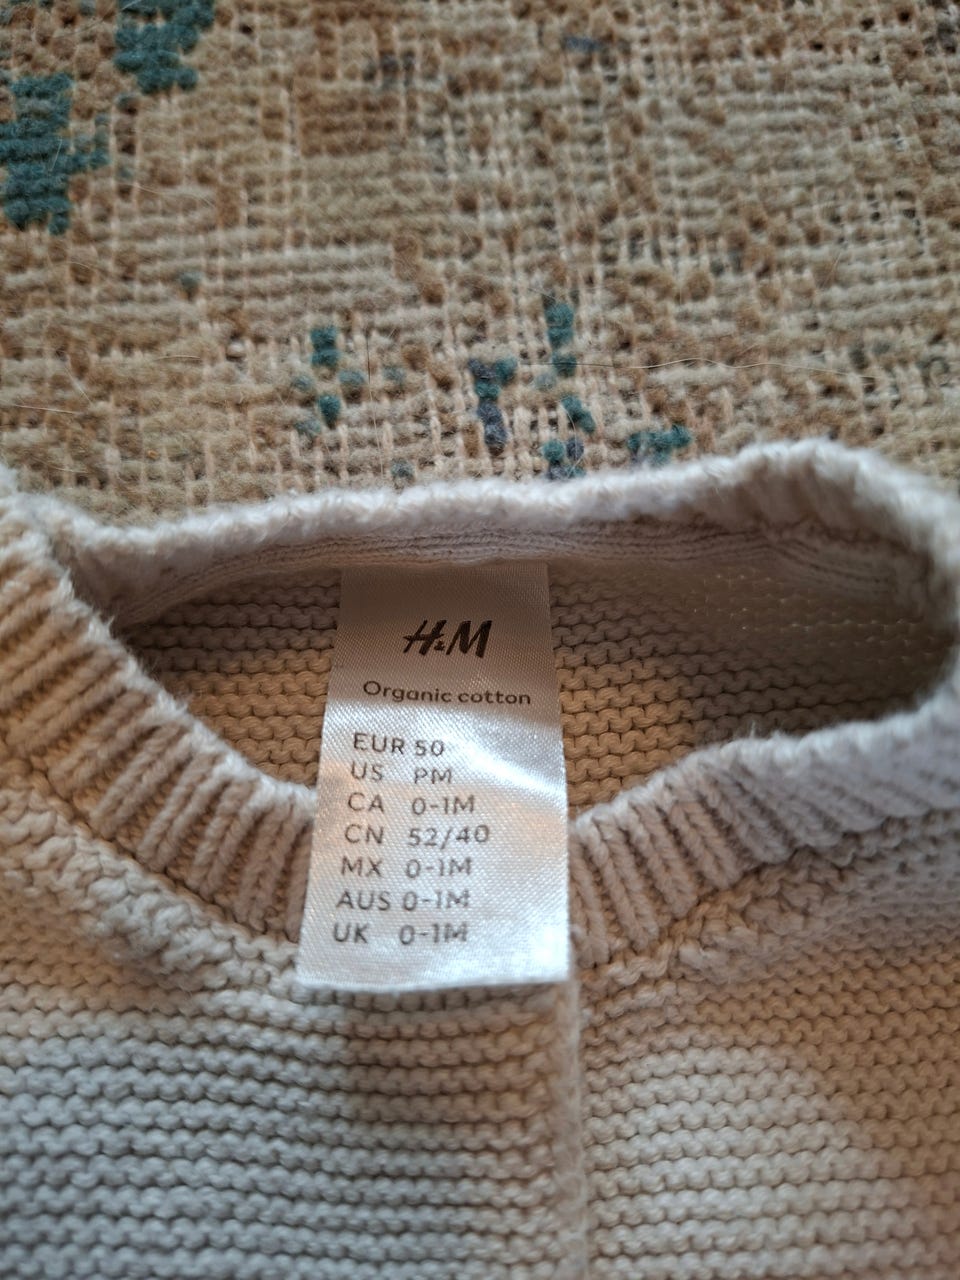 H&M
Organic cotton
EUR 50
US PM
CA 0-1M
CN 52/40
MX 0-1M
AUS 0-1M
UK 0-1M